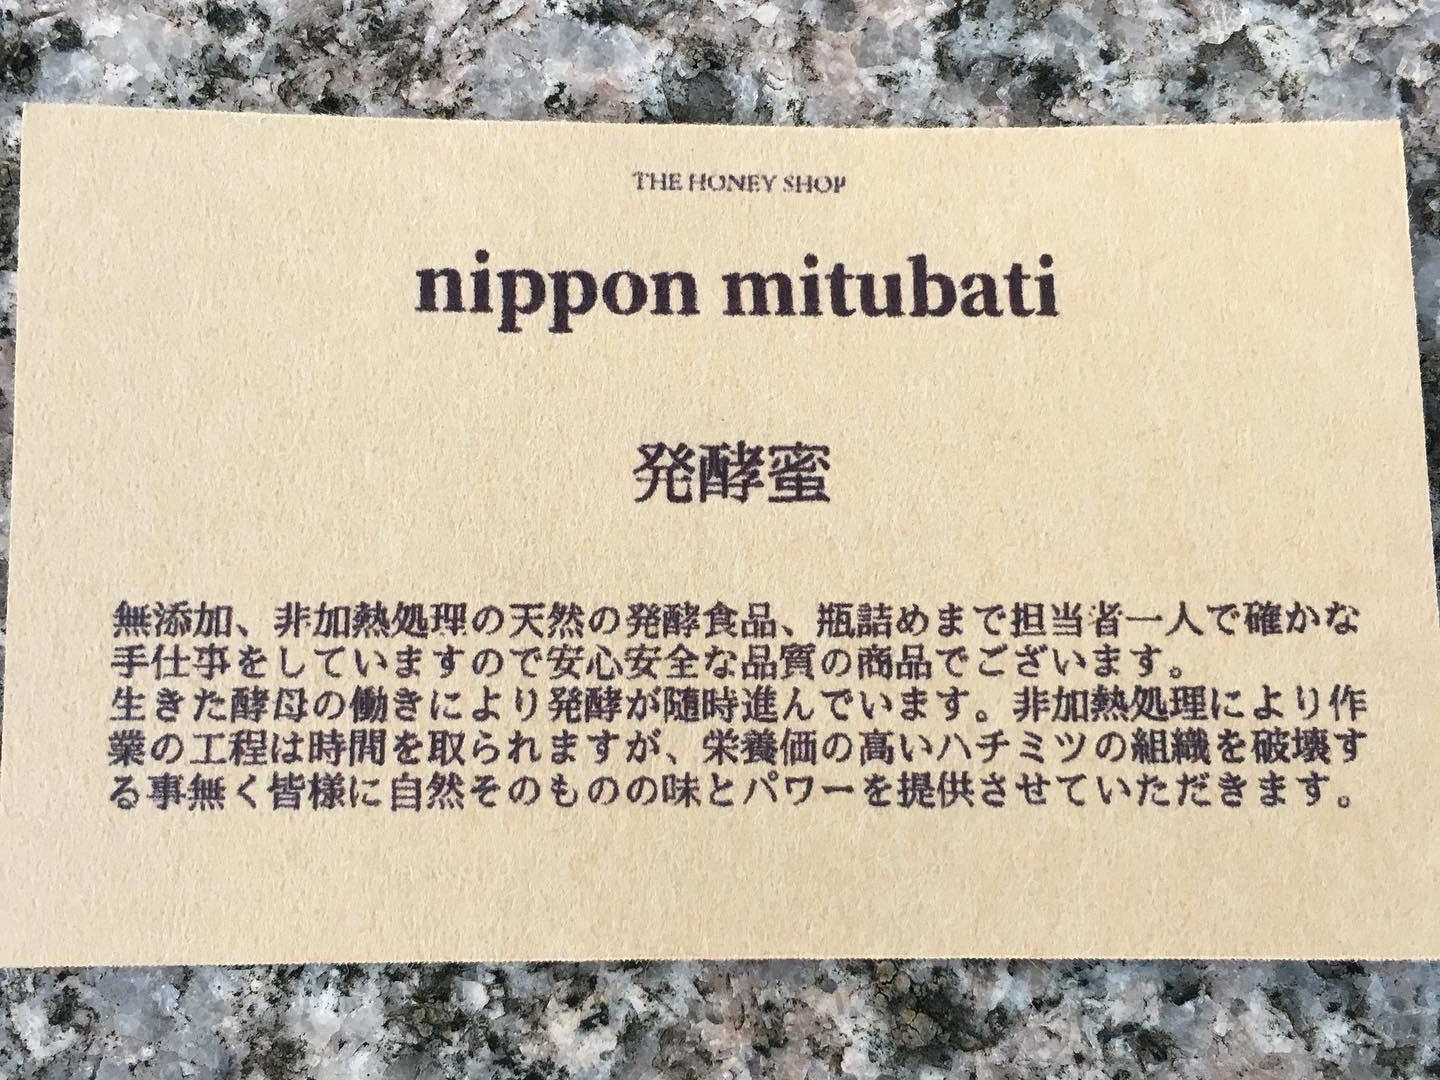 THE HONEY SHOP
nippon mitubati
発酵蜜
無添加、非加熱処理の天然の発酵食品、瓶詰めまで担当者一人で確かな
手仕事をしていますので安心安全な品質の商品でございます。
生きた酵母の働きにより発酵が随時進んでいます。非加熱処理により作
業の工程は時間を取られますが、栄養価の高いハチミツの組織を破壊す
る事無く皆様に自然そのものの味とパワーを提供させていただきます。